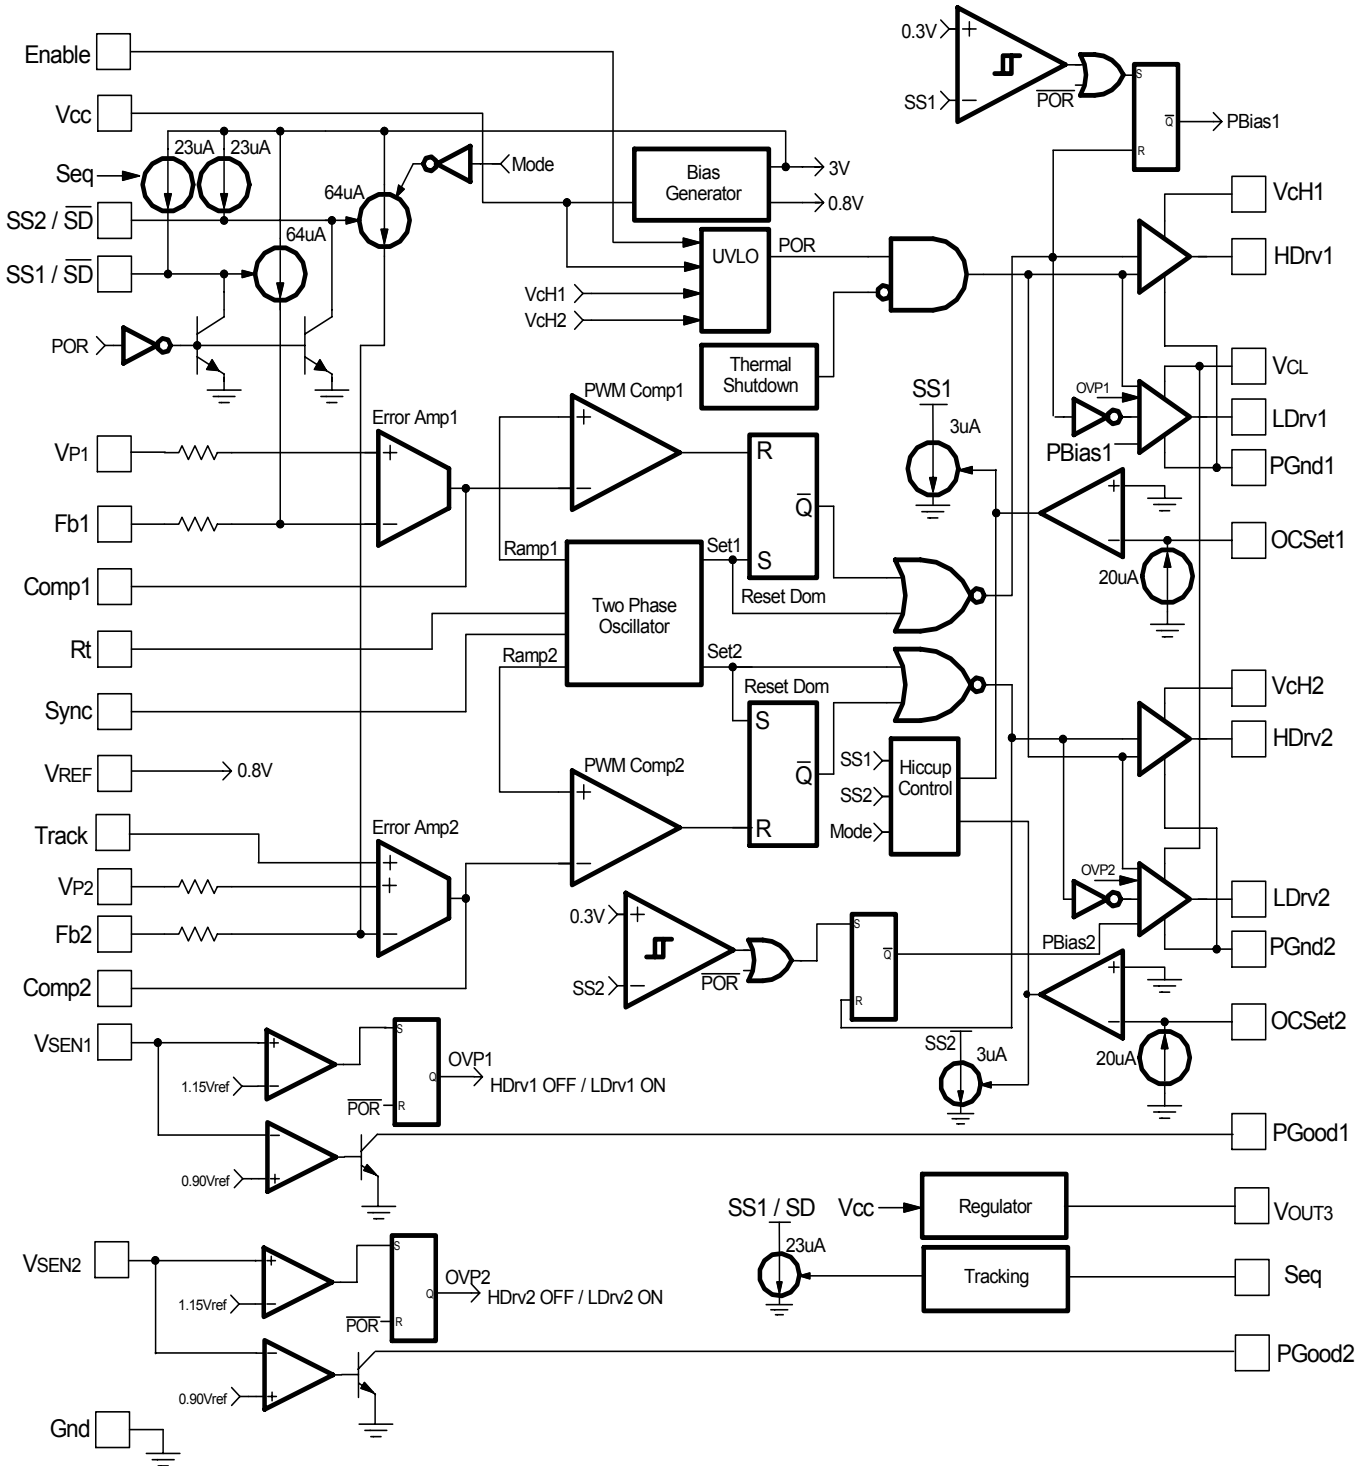 Enable
Vcc
Seq
SS2 / SD
SS1 / SD
POR
23uA
23uA
64uA
64uA
Mode
Bias
Generator
3V
0.8V
UVLO
POR
VcH1
VcH2
Thermal
Shutdown
0.3V
SS1
POR
S
R
Q
PBias1
VcH1
HDrv1
VCL
OVP1
LDrv1
PBias1
PGnd1
OCSet1
20uA
SS1
3uA
VP1
Fb1
Comp1
Rt
Sync
VREF
0.8V
Error Amp1
PWM Comp1
R
Q
S
Reset Dom
Ramp1
Set1
Two Phase
Oscillator
Ramp2
Set2
Reset Dom
S
Q
R
PWM Comp2
SS1
SS2
Mode
Hiccup
Control
VcH2
HDrv2
Track
VP2
Fb2
Comp2
Error Amp2
0.3V
SS2
POR
S
R
Q
PBias2
OVP2
LDrv2
PGnd2
OCSet2
20uA
SS2
3uA
VSEN1
1.15Vref
POR
S
R
Q
OVP1
HDrv1 OFF / LDrv1 ON
0.90Vref
PGood1
SS1 / SD
23uA
Vcc
Regulator
VOUT3
Tracking
Seq
VSEN2
1.15Vref
POR
S
R
Q
OVP2
HDrv2 OFF / LDrv2 ON
0.90Vref
PGood2
Gnd